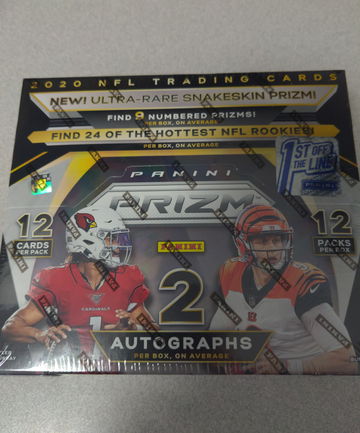 2020 NFL TRADING CARDS
NEW! ULTRA-RARE SNAKESKIN PRIZM!
FIND 9 NUMBERED PRIZMS!
PER BOX, ON AVERAGE
FIND 24 OF THE HOTTEST NFL ROOKIES!
PER BOX, ON AVERAGE
1ST OFF
THE LINE
PANINI
PANINI
PRIZM
12
CARDS
PER PACK
12
PACKS
PER BOX
PANINI
2
CARDINALS
1
AUTOGRAPHS
PER BOX, ON AVERAGE